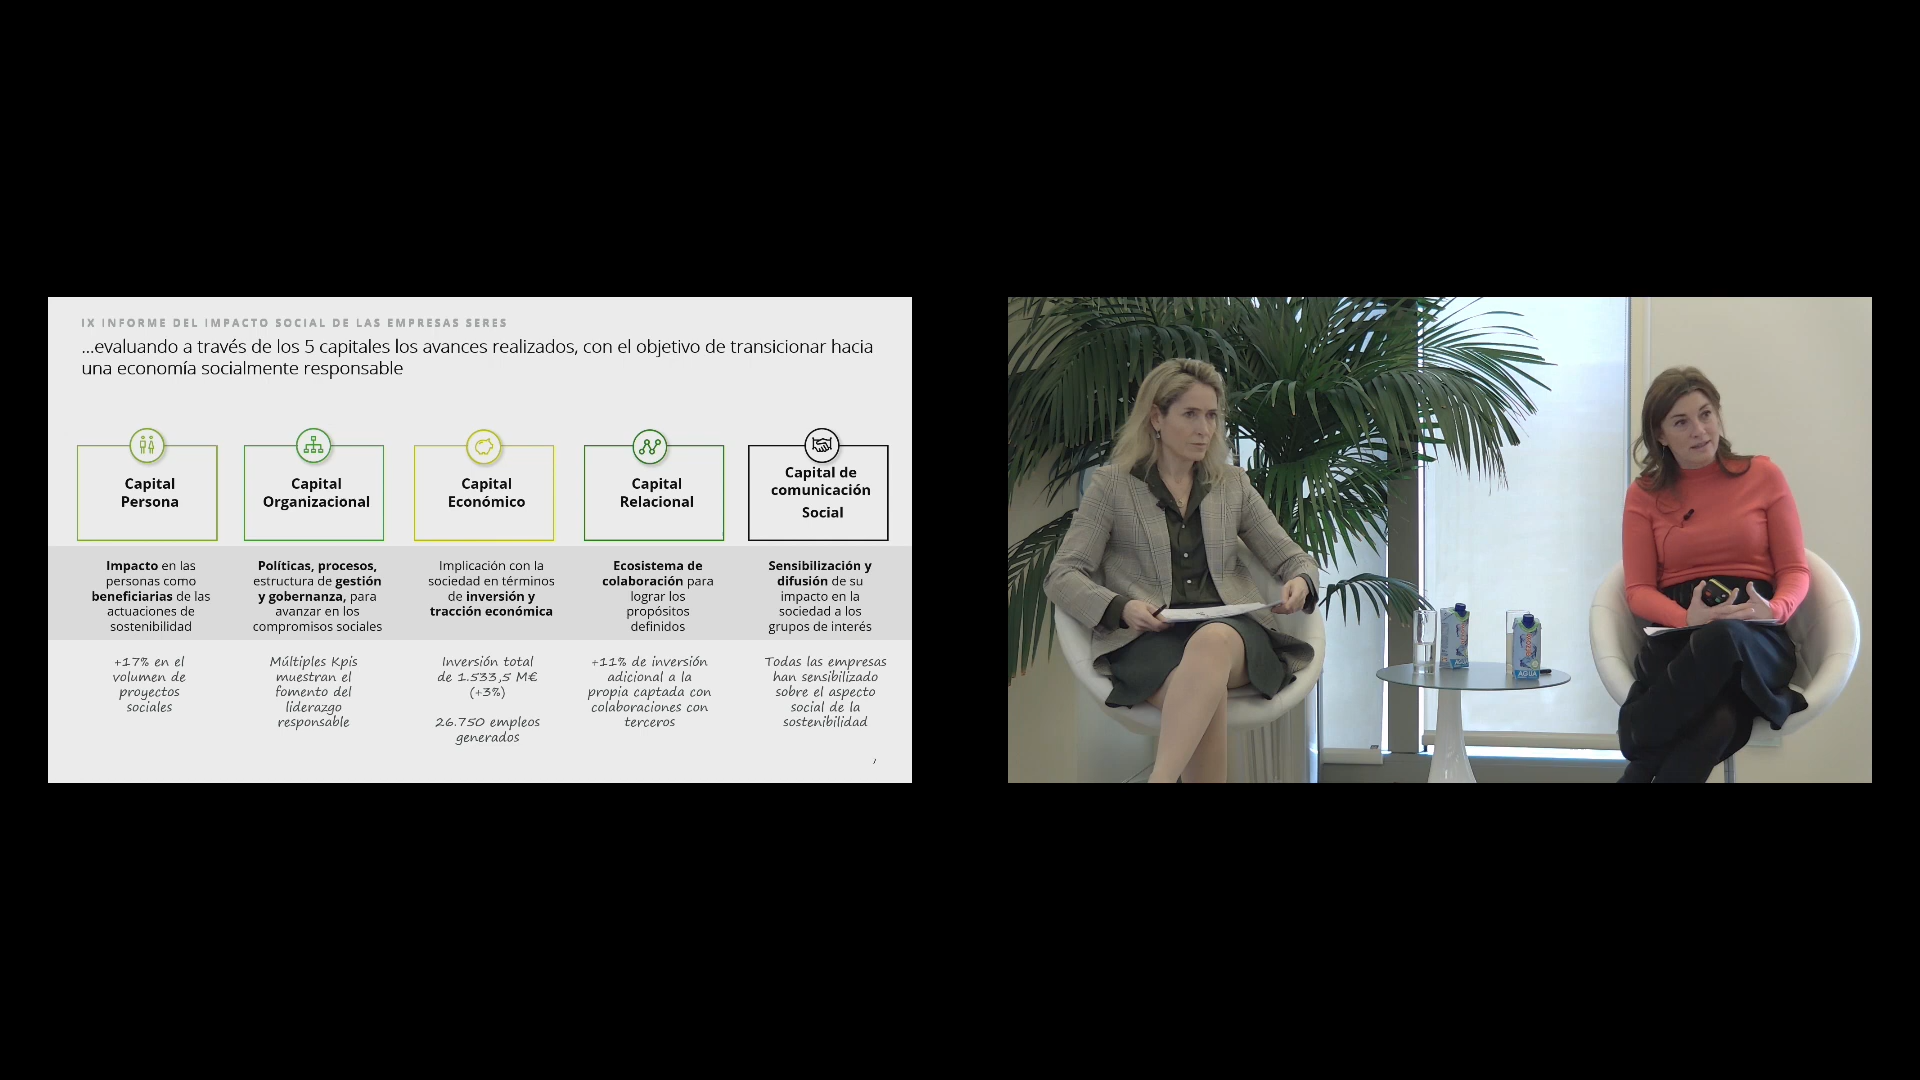 IX INFORME DEL IMPACTO SOCIAL DE LAS EMPRESAS SERES
...evaluando a través de los 5 capitales los avances realizados, con el objetivo de transicionar hacia
una economía socialmente responsable
Capital
Persona
Impacto en las
personas como
beneficiarias de las
actuaciones de
sostenibilidad
+17% en el
volumen de
proyectos
sociales
Capital
Organizacional
Políticas, procesos,
estructura de gestión
y gobernanza, para
avanzar en los
compromisos sociales
Múltiples Kpis
muestran el
fomento del
liderazgo
responsable
Capital
Económico
Implicación con la
sociedad en términos
de inversión y
tracción económica
Inversión total
de 1.533,5 M€
(+3%)
26.750 empleos
generados
Capital
Relacional
Ecosistema de
colaboración para
lograr los
propósitos
definidos
+11% de inversión
adicional a la
propia captada con
colaboraciones con
terceros
Capital de
comunicación
Social
Sensibilización y
difusión de su
impacto en la
sociedad a los
grupos de interés
Todas las empresas
han sensibilizado
sobre el aspecto
social de la
sostenibilidad
AGUA